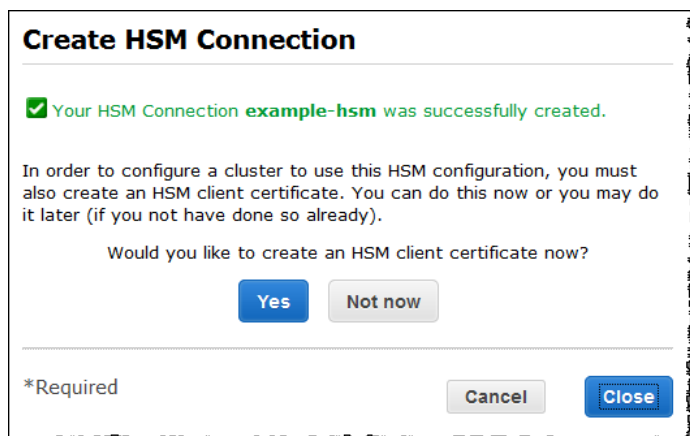 Create HSM Connection
Your HSM Connection example-hsm was successfully created.
In order to configure a cluster to use this HSM configuration, you must
also create an HSM client certificate. You can do this now or you may do
it later (if you not have done so already).
Would you like to create an HSM client certificate now?
Yes Not now
*Required Cancel Close